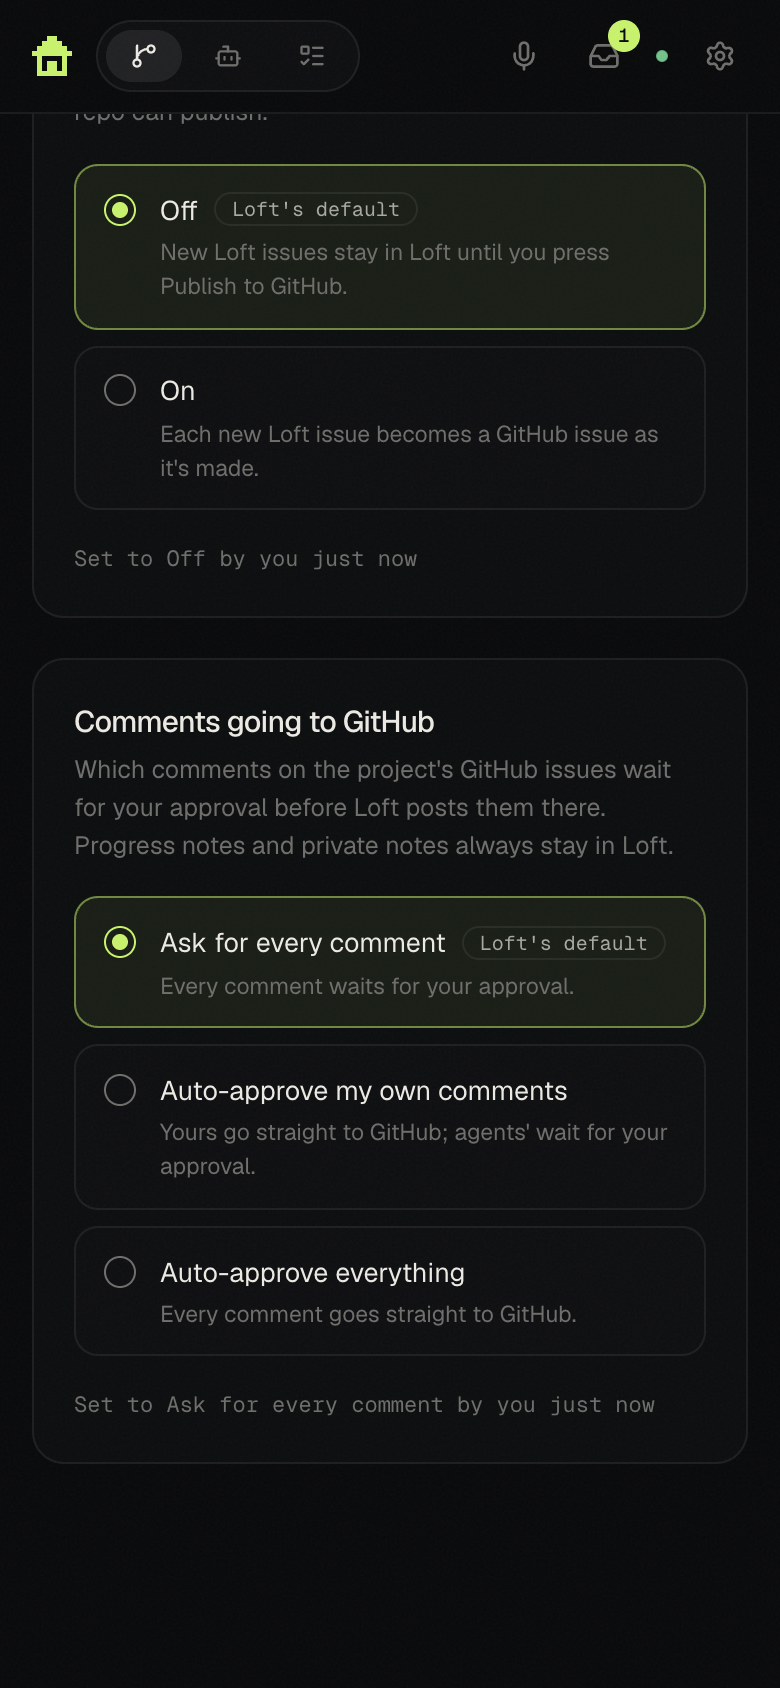 1
repo can publish.
Off Loft's default
New Loft issues stay in Loft until you press
Publish to GitHub.
On
Each new Loft issue becomes a GitHub issue as
it's made.
Set to Off by you just now
Comments going to GitHub
Which comments on the project's GitHub issues wait
for your approval before Loft posts them there.
Progress notes and private notes always stay in Loft.
Ask for every comment Loft's default
Every comment waits for your approval.
Auto-approve my own comments
Yours go straight to GitHub; agents' wait for your
approval.
Auto-approve everything
Every comment goes straight to GitHub.
Set to Ask for every comment by you just now